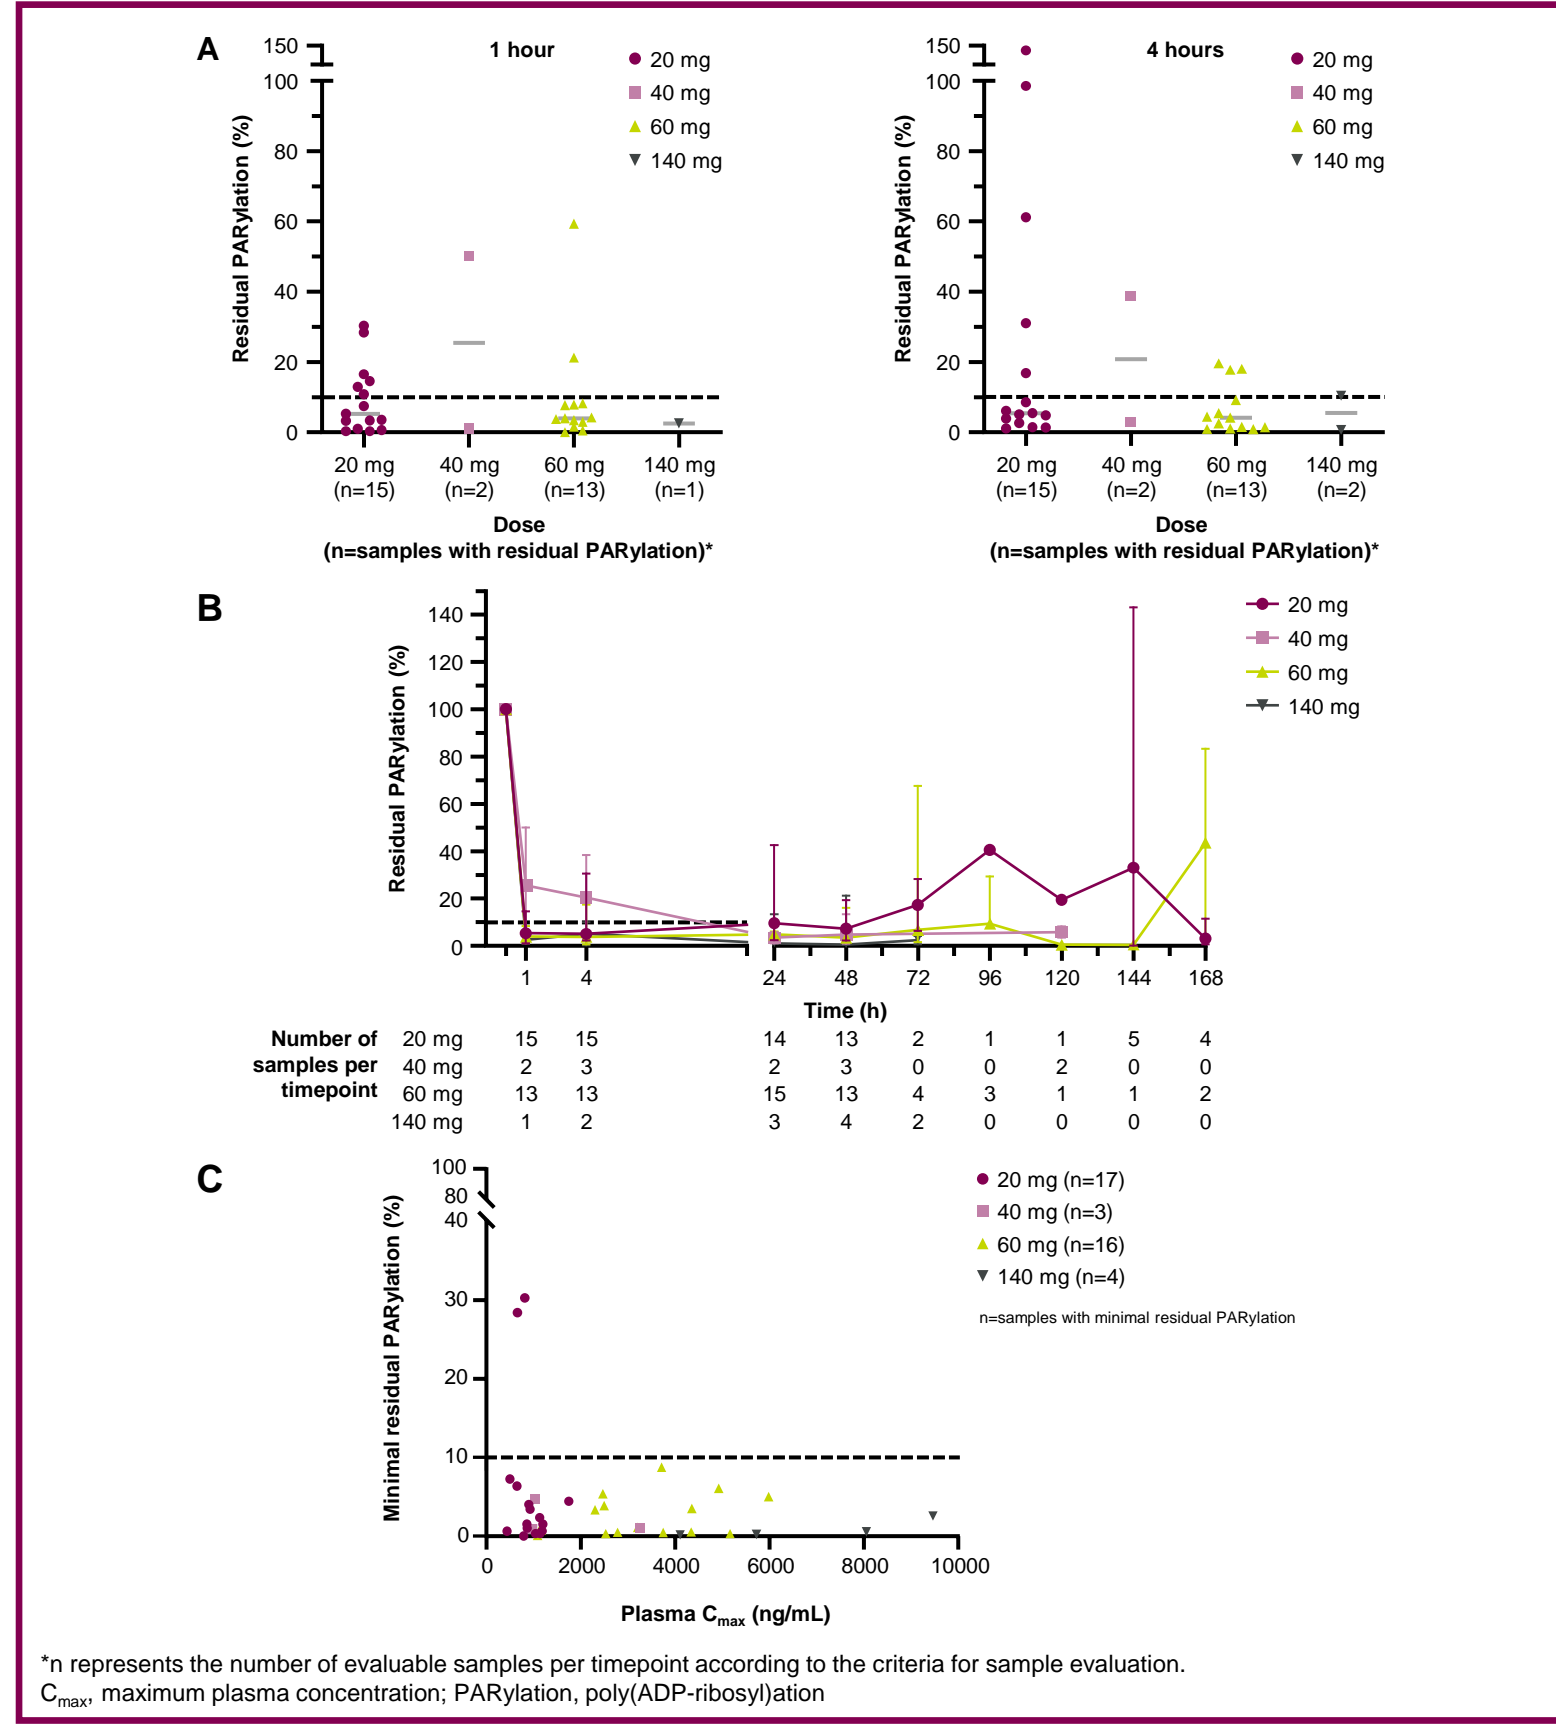 A
1 hour
150
100
80
60
40
20
0
Residual PARylation (%)
20 mg
40 mg
60 mg
140 mg
20 mg 40 mg 60 mg 140 mg
(n=15) (n=2) (n=13) (n=1)
Dose
(n=samples with residual PARylation)*
4 hours
150
100
80
60
40
20
0
Residual PARylation (%)
20 mg
40 mg
60 mg
140 mg
20 mg 40 mg 60 mg 140 mg
(n=15) (n=2) (n=13) (n=2)
Dose
(n=samples with residual PARylation)*
B
140
120
100
80
60
40
20
0
Residual PARylation (%)
20 mg
40 mg
60 mg
140 mg
1 4 24 48 72 96 120 144 168
Time (h)
Number of
samples per
timepoint
20 mg 15 15 14 13 2 1 1 5 4
40 mg 2 3 2 3 0 0 2 0 0
60 mg 13 13 15 13 4 3 1 1 2
140 mg 1 2 3 4 2 0 0 0 0
C
100
80
40
30
20
10
0
Minimal residual PARylation (%)
20 mg (n=17)
40 mg (n=3)
60 mg (n=16)
140 mg (n=4)
n=samples with minimal residual PARylation
0 2000 4000 6000 8000 10000
Plasma Cmax (ng/mL)
*n represents the number of evaluable samples per timepoint according to the criteria for sample evaluation.
Cmax, maximum plasma concentration; PARylation, poly(ADP-ribosyl)ation